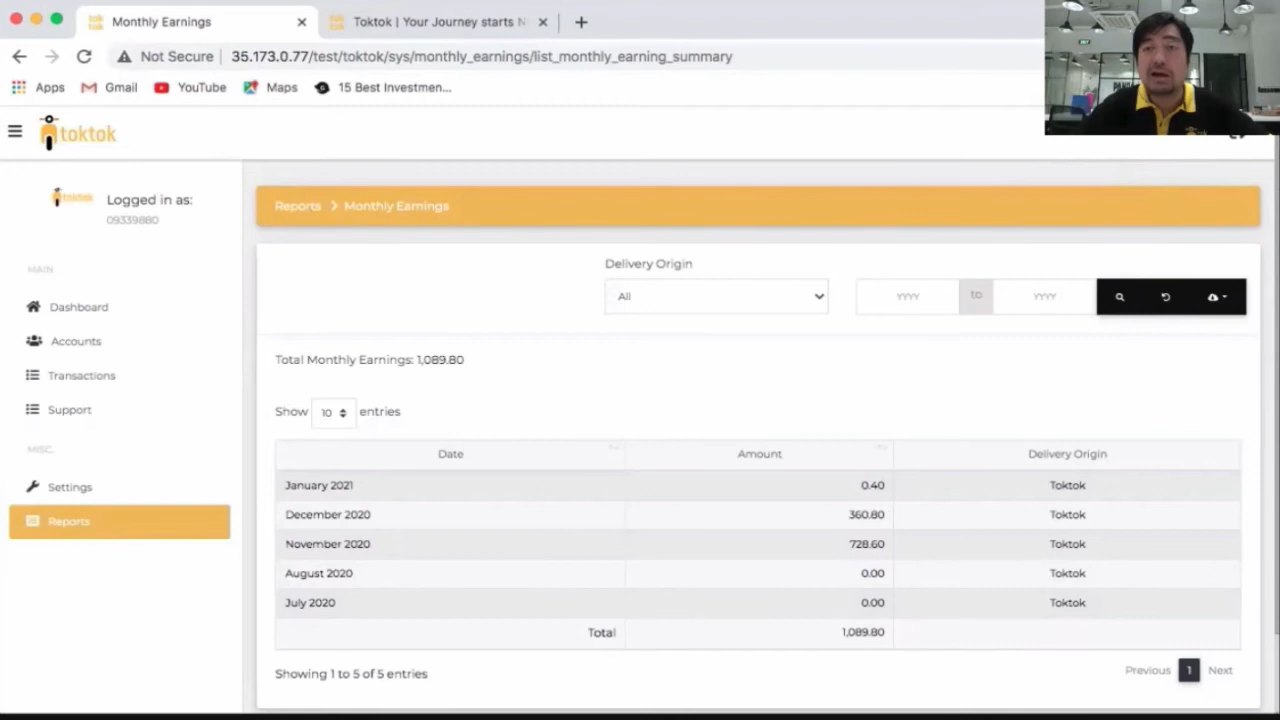 Monthly Earnings
Toktok | Your Journey starts N
Not Secure
35.173.0.77/test/toktok/sys/monthly_earnings/list_monthly_earning_summary
Apps
Gmail
YouTube
Maps
15 Best Investmen...
toktok
toktok
Logged in as:
09339880
MAIN
Dashboard
Accounts
Transactions
Support
MISC.
Settings
Reports
Reports > Monthly Earnings
Delivery Origin
All
YYYY to YYYY
Total Monthly Earnings: 1,089.80
Show 10 entries
Date Amount Delivery Origin
January 2021 0.40 Toktok
December 2020 360.80 Toktok
November 2020 728.60 Toktok
August 2020 0.00 Toktok
July 2020 0.00 Toktok
Total 1,089.80
Showing 1 to 5 of 5 entries
Previous 1 Next